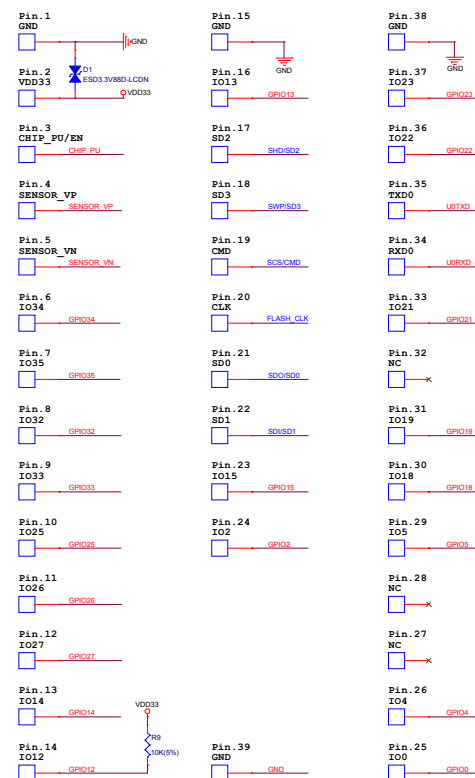 Pin.1
GND
GND
Pin.2
VDD33
D1
ESD3.3V88D-LCDN
VDD33
Pin.3
CHIP_PU/EN
CHIP_PU
Pin.4
SENSOR_VP
SENSOR_VP
Pin.5
SENSOR_VN
SENSOR_VN
Pin.6
IO34
GPIO34
Pin.7
IO35
GPIO35
Pin.8
IO32
GPIO32
Pin.9
IO33
GPIO33
Pin.10
IO25
GPIO25
Pin.11
IO26
GPIO26
Pin.12
IO27
GPIO27
Pin.13
IO14
GPIO14
VDD33
R9
10K(5%)
Pin.14
IO12
GPIO12
Pin.15
GND
GND
Pin.16
IO13
GPIO13
Pin.17
SD2
SHD/SD2
Pin.18
SD3
SWP/SD3
Pin.19
CMD
SCS/CMD
Pin.20
CLK
FLASH_CLK
Pin.21
SD0
SDO/SD0
Pin.22
SD1
SDI/SD1
Pin.23
IO15
GPIO15
Pin.24
IO2
GPIO2
Pin.39
GND
GND
Pin.38
GND
GND
Pin.37
IO23
GPIO23
Pin.36
IO22
GPIO22
Pin.35
TXD0
U0TXD
Pin.34
RXD0
U0RXD
Pin.33
IO21
GPIO21
Pin.32
NC
Pin.31
IO19
GPIO19
Pin.30
IO18
GPIO18
Pin.29
IO5
GPIO5
Pin.28
NC
Pin.27
NC
Pin.26
IO4
GPIO4
Pin.25
IO0
GPIO0